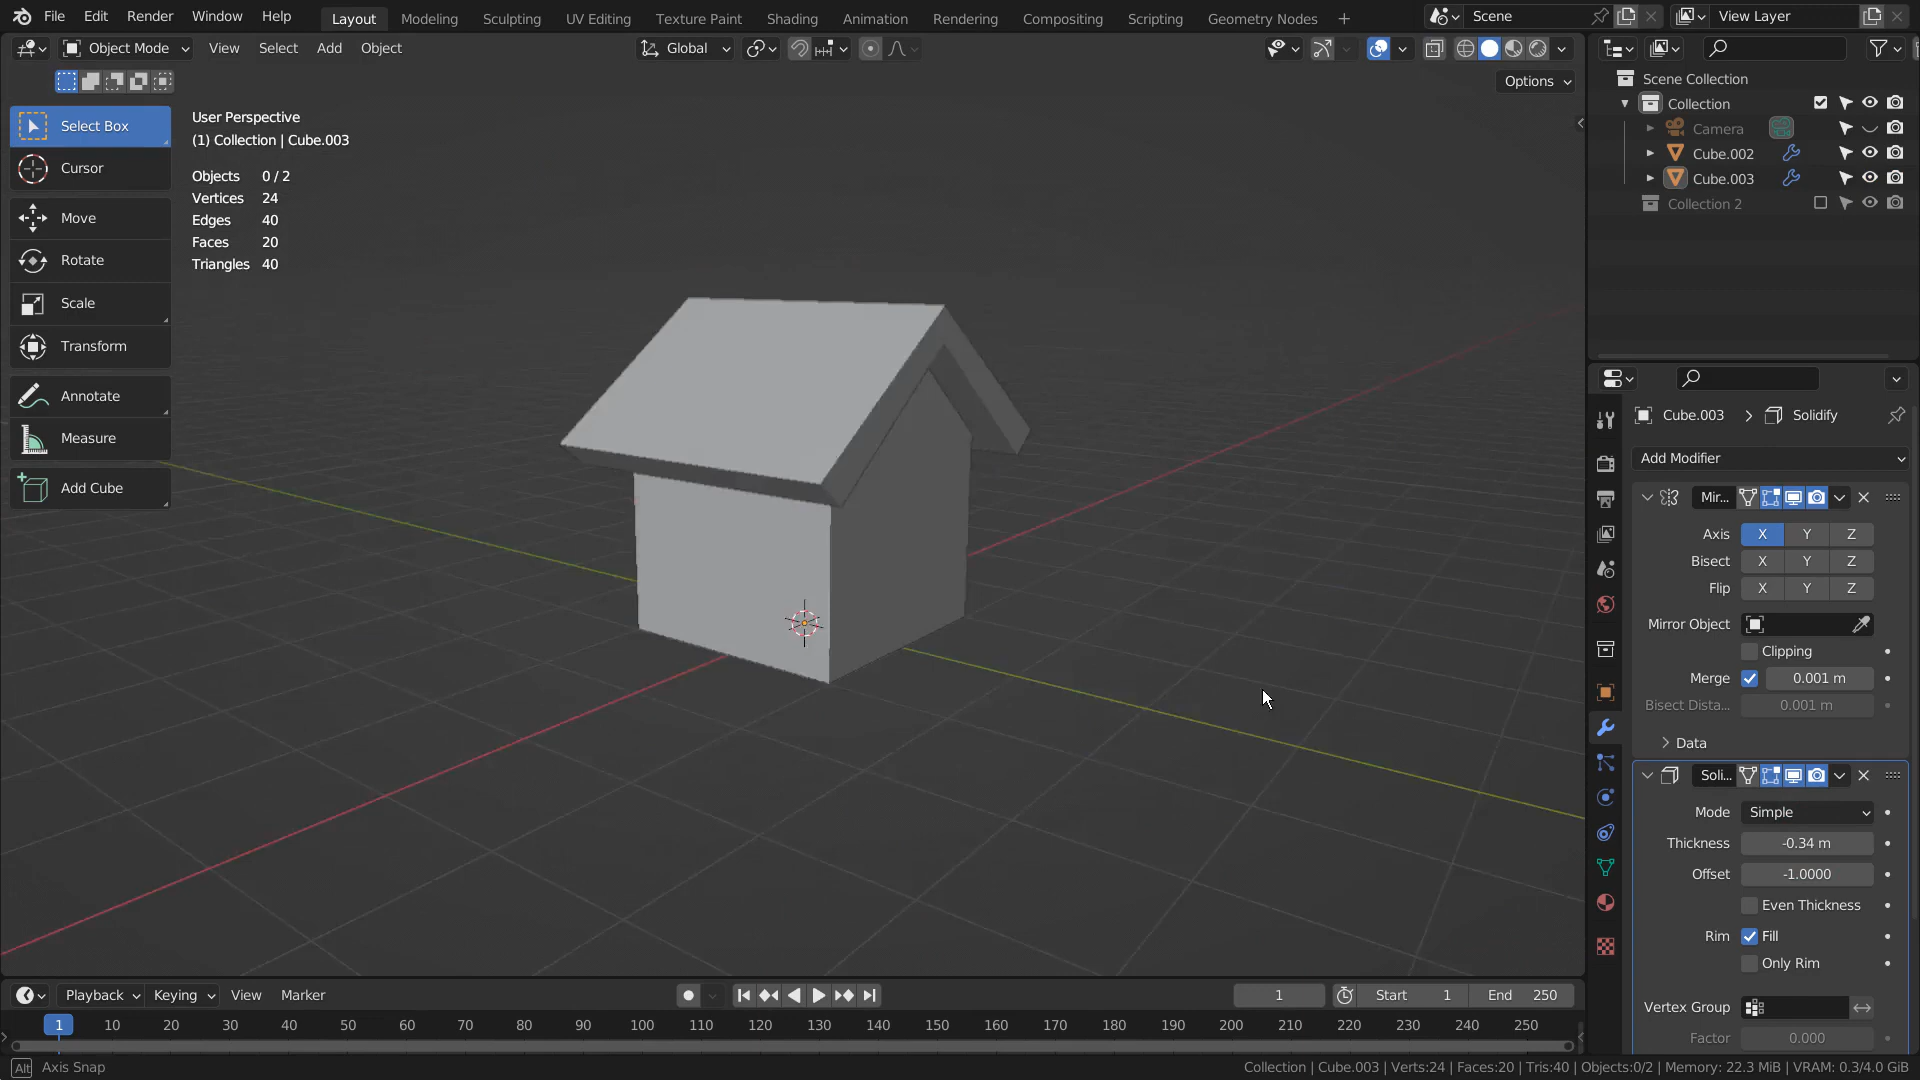 File Edit Render Window Help Layout Modeling Sculpting UV Editing Texture Paint Shading Animation Rendering Compositing Scripting Geometry Nodes + Scene View Layer
Object Mode View Select Add Object Global
Options
Select Box
Cursor
Move
Rotate
Scale
Transform
Annotate
Measure
Add Cube
User Perspective
(1) Collection | Cube.003
Objects 0 / 2
Vertices 24
Edges 40
Faces 20
Triangles 40
Scene Collection
Collection
Camera
Cube.002
Cube.003
Collection 2
Cube.003 > Solidify
Add Modifier
Mir...
Axis X Y Z
Bisect X Y Z
Flip X Y Z
Mirror Object
Clipping
Merge 0.001 m
Bisect Dista... 0.001 m
Data
Soli...
Mode Simple
Thickness -0.34 m
Offset -1.0000
Even Thickness
Rim Fill
Only Rim
Vertex Group
Factor 0.000
Playback Keying View Marker 1 Start 1 End 250
1 10 20 30 40 50 60 70 80 90 100 110 120 130 140 150 160 170 180 190 200 210 220 230 240 250
Alt Axis Snap
Collection | Cube.003 | Verts:24 | Faces:20 | Tris:40 | Objects:0/2 | Memory: 22.3 MiB | VRAM: 0.3/4.0 GiB